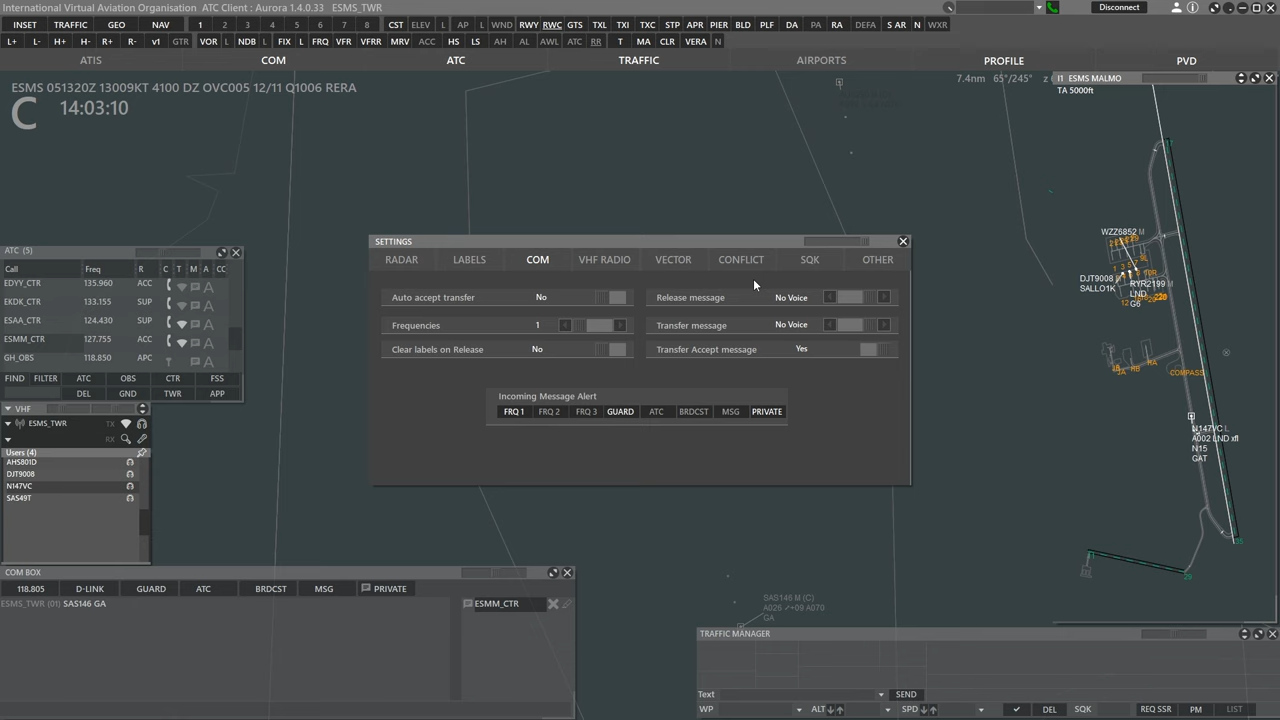 International Virtual Aviation Organisation
ATC Client : Aurora 1.4.0.33
ESMS_TWR
Disconnect
INSET TRAFFIC GEO NAV 1 2 3 4 5 6 7 8 CST ELEV L AP L WND L RWY RWC GTS TXL TXI TXC STP APR PIER BLD PLF DA PA RA DEFA S AR N WXR
L+ L- H+ H- R+ R- v1 GTR VOR L NDB L FIX L FRQ VFR VFRR MRV ACC HS LS AH AL AWL ATC RR T MA CLR VERA N
ATIS COM ATC TRAFFIC AIRPORTS PROFILE PVD
ESMS 051320Z 13009KT 4100 DZ OVC005 12/11 Q1006 RERA
C 14:03:10
7.4nm 65°/245° z
I1 ESMS MALMO
TA 5000ft
WZZ6852 M
DJT9008
SALLO1K
RYR2199 M
LND
G6
COMPASS
N147VC L
A002 LND xfl
N15
GAT
29
ATC (5)
Call Freq R C T M A CC
EDYY_CTR 135.960 ACC
EKDK_CTR 133.155 SUP
ESAA_CTR 124.430 SUP
ESMM_CTR 127.755 ACC
GH_OBS 118.850 APC
FIND FILTER ATC OBS CTR FSS
DEL GND TWR APP
VHF
ESMS_TWR TX
RX
Users (4)
AHS801D
DJT9008
N147VC
SAS49T
SETTINGS
RADAR LABELS COM VHF RADIO VECTOR CONFLICT SQK OTHER
Auto accept transfer No
Release message No Voice
Frequencies 1
Transfer message No Voice
Clear labels on Release No
Transfer Accept message Yes
Incoming Message Alert
FRQ 1 FRQ 2 FRQ 3 GUARD ATC BRDCST MSG PRIVATE
COM BOX
118.805 D-LINK GUARD ATC BRDCST MSG PRIVATE
ESMS_TWR (01) SAS146 GA
ESMM_CTR
SAS146 M (C)
A026 +09 A070
GA
TRAFFIC MANAGER
Text SEND
WP ALT SPD DEL SQK REQ SSR PM LIST